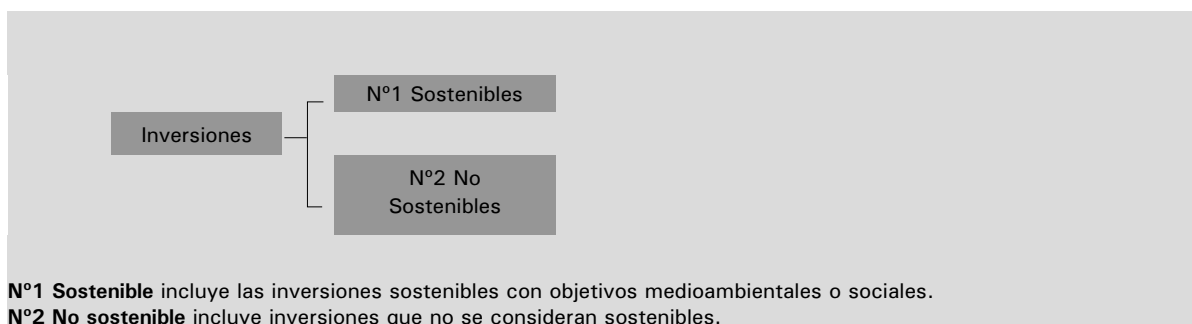 Nº1 Sostenibles
Inversiones
Nº2 No
Sostenibles
Nº1 Sostenible incluye las inversiones sostenibles con objetivos medioambientales o sociales.
Nº2 No sostenible incluye inversiones que no se consideran sostenibles.